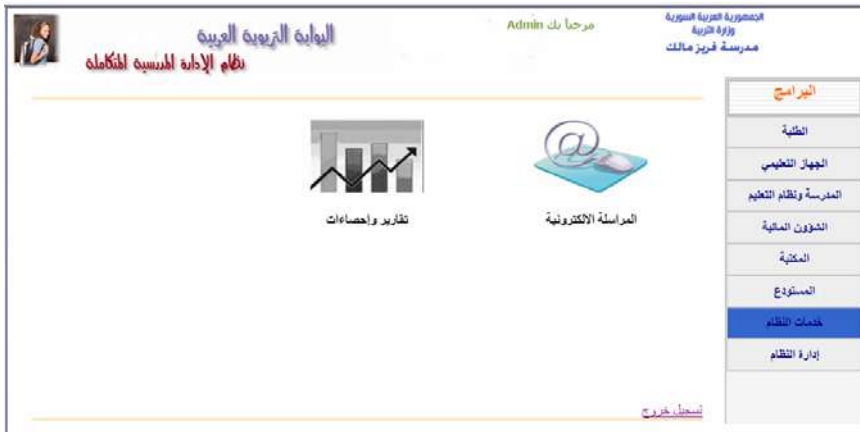 الجمهورية العربية السورية
وزارة التربية
مدرسة فريز مالك
مرحباً بك Admin
البوابة التربوية العربية
نظام الإدارة المدرسية المتكاملة
البرامج
الطلبة
الجهاز التعليمي
المدرسة ونظام التعليم
الشؤون المالية
المكتبة
المستودع
خدمات النظام
إدارة النظام
المراسلة الالكترونية
تقارير وإحصاءات
تسجيل خروج